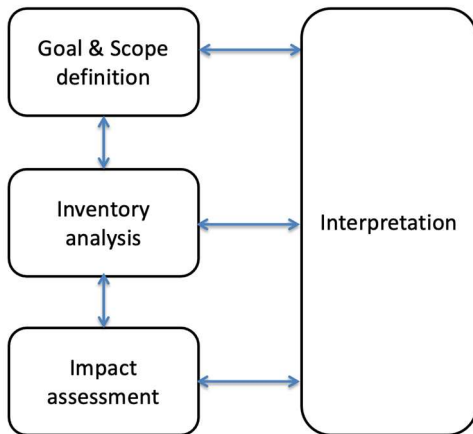 Goal & Scope
definition
Inventory
analysis
Interpretation
Impact
assessment